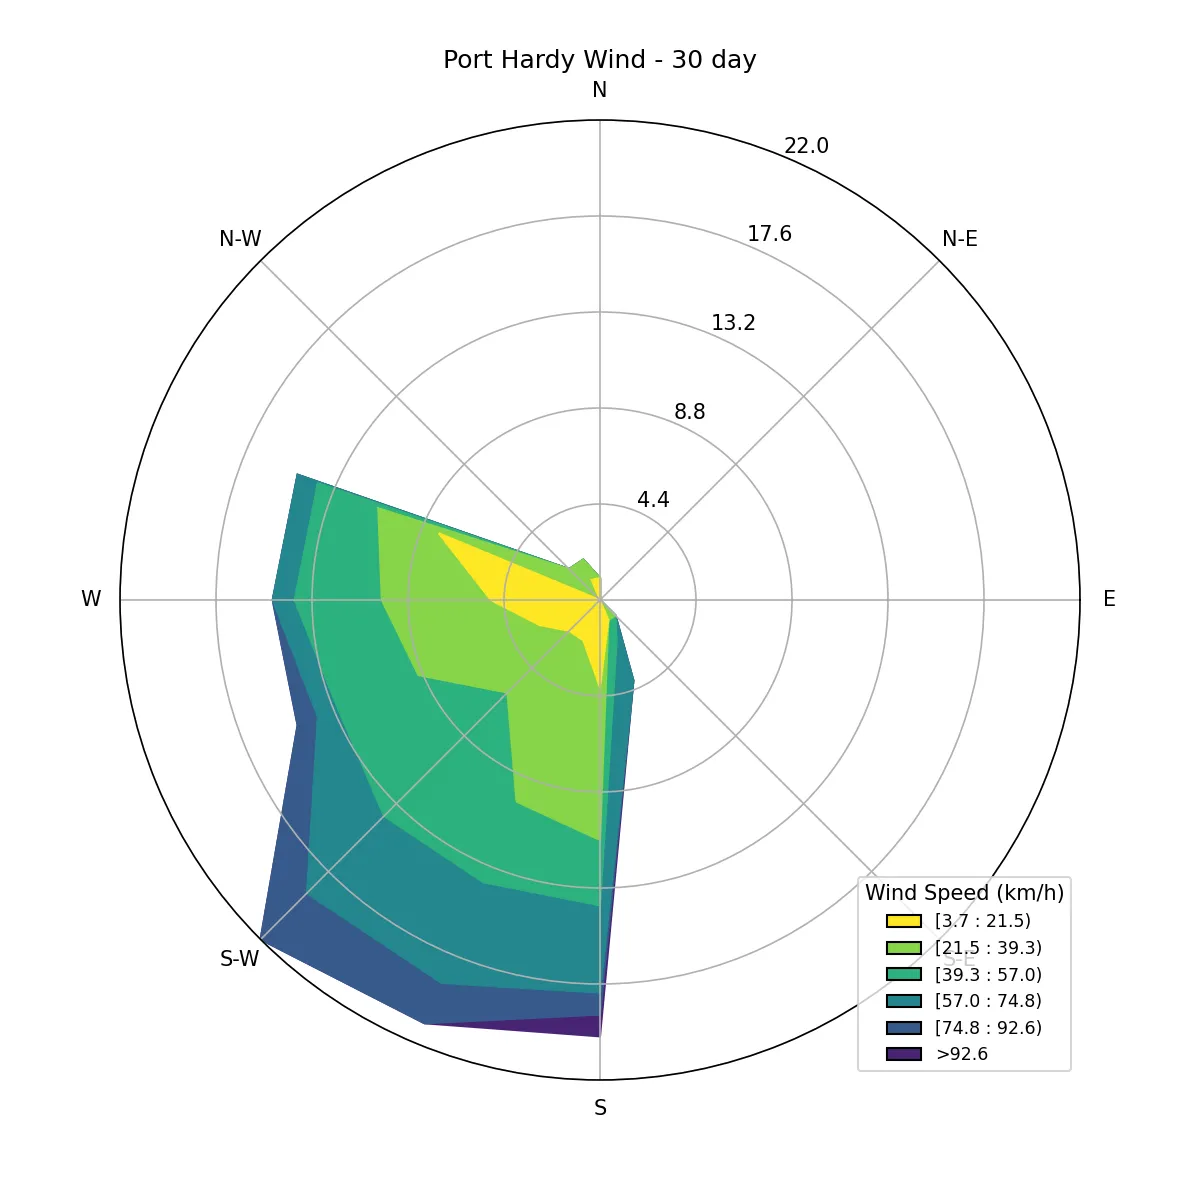 Port Hardy Wind - 30 day
N
22.0
N-W
N-E
17.6
13.2
8.8
4.4
W
E
S-W
S-E
S
Wind Speed (km/h)
[3.7 : 21.5)
[21.5 : 39.3)
[39.3 : 57.0)
[57.0 : 74.8)
[74.8 : 92.6)
>92.6